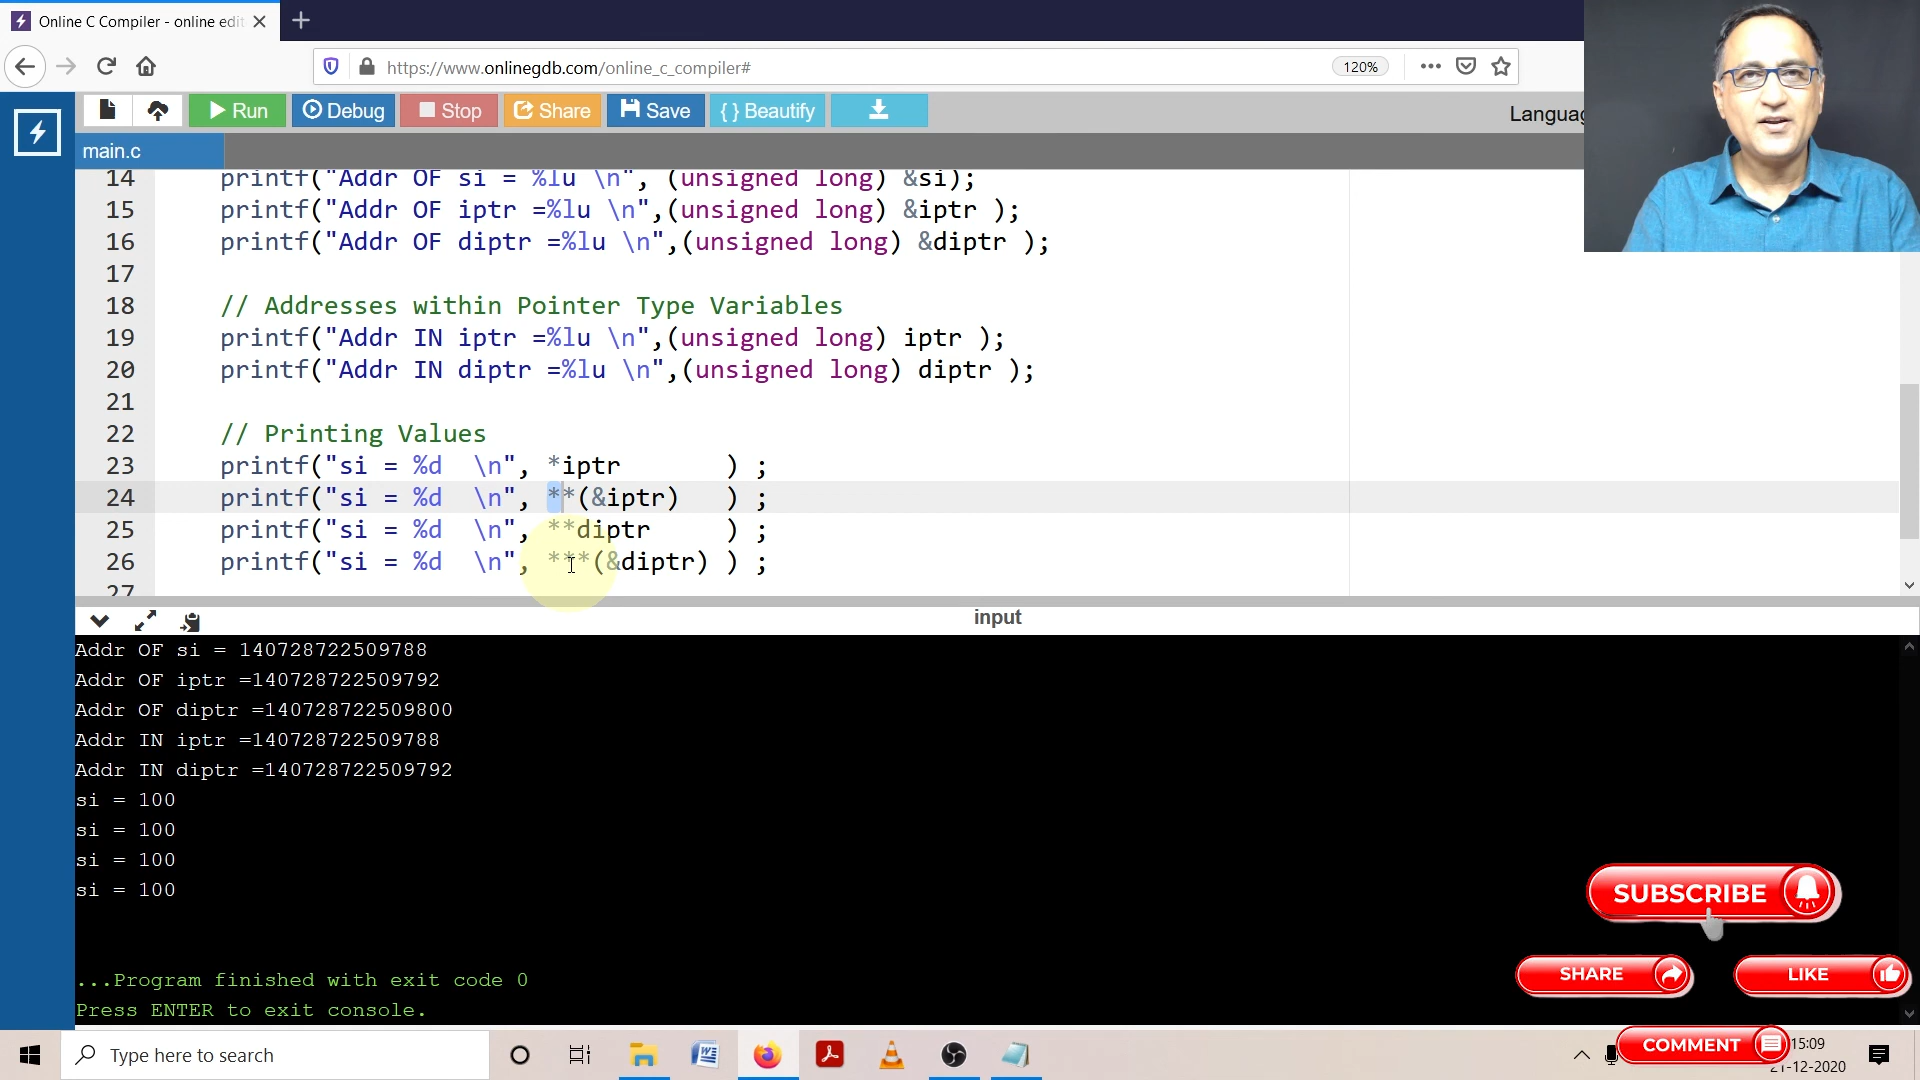 Online C Compiler - online edit
https://www.onlinegdb.com/online_c_compiler#
120%
Run
Debug
Stop
Share
Save
{ } Beautify
Language
main.c
14 printf("Addr OF si = %lu \n", (unsigned long) &si);
15 printf("Addr OF iptr =%lu \n",(unsigned long) &iptr );
16 printf("Addr OF diptr =%lu \n",(unsigned long) &diptr );
17
18 // Addresses within Pointer Type Variables
19 printf("Addr IN iptr =%lu \n",(unsigned long) iptr );
20 printf("Addr IN diptr =%lu \n",(unsigned long) diptr );
21
22 // Printing Values
23 printf("si = %d  \n", *iptr       ) ;
24 printf("si = %d  \n", **(&iptr)   ) ;
25 printf("si = %d  \n", **diptr     ) ;
26 printf("si = %d  \n", ***(&diptr) ) ;
27
input
Addr OF si = 140728722509788
Addr OF iptr =140728722509792
Addr OF diptr =140728722509800
Addr IN iptr =140728722509788
Addr IN diptr =140728722509792
si = 100
si = 100
si = 100
si = 100
...Program finished with exit code 0
Press ENTER to exit console.
SUBSCRIBE
SHARE
LIKE
COMMENT
Type here to search
15:09
21-12-2020